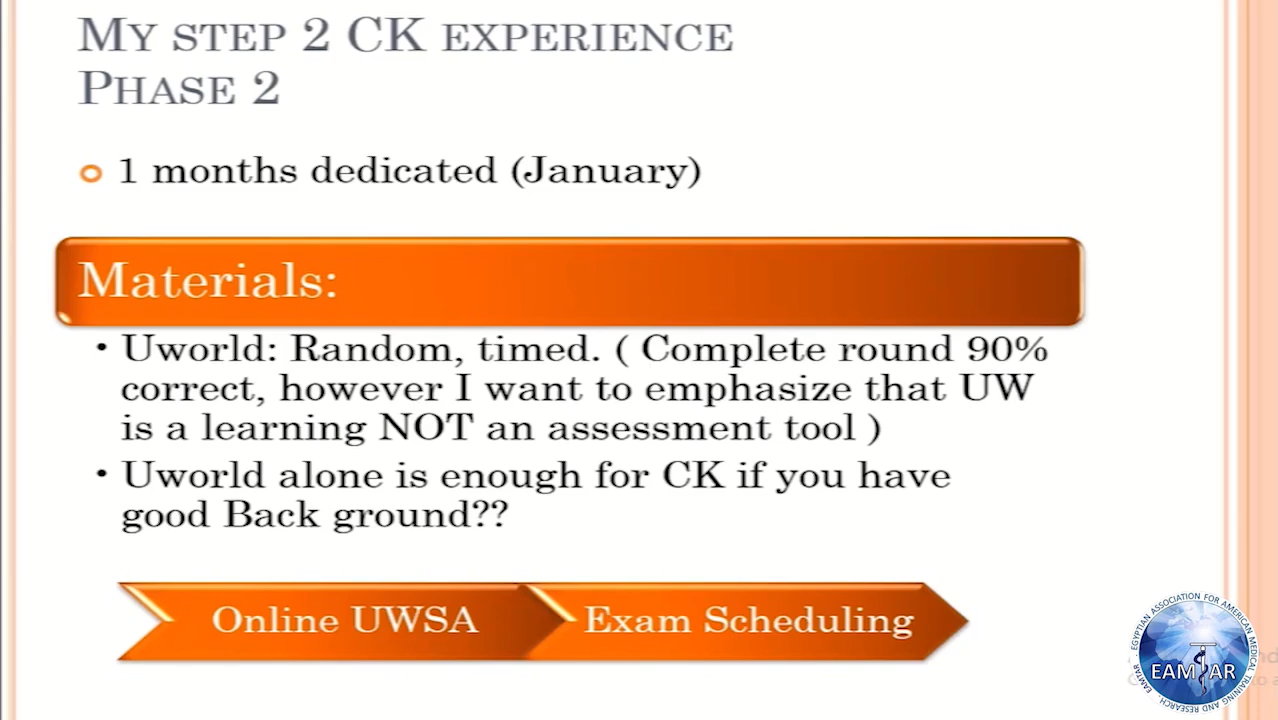 MY STEP 2 CK EXPERIENCE
PHASE 2
1 months dedicated (January)
Materials:
• Uworld: Random, timed. ( Complete round 90%
correct, however I want to emphasize that UW
is a learning NOT an assessment tool )
• Uworld alone is enough for CK if you have
good Back ground??
Online UWSA
Exam Scheduling
EGYPTIAN ASSOCIATION FOR AMERICAN MEDICAL TRAINING AND RESEARCH - EAMTAR -
EAMTAR